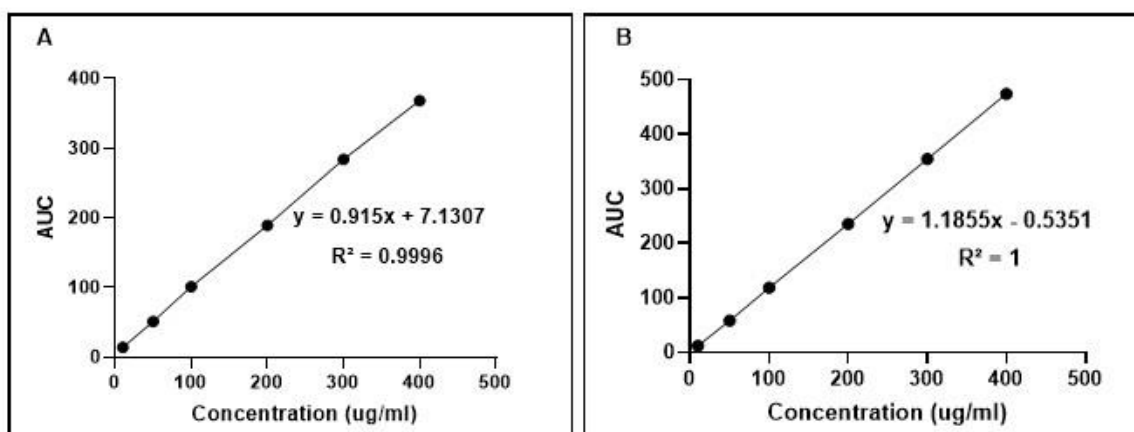 A
400
300
200
100
0
AUC
y = 0.915x + 7.1307
R² = 0.9996
0 100 200 300 400 500
Concentration (ug/ml)
B
500
400
300
200
100
0
AUC
y = 1.1855x - 0.5351
R² = 1
0 100 200 300 400 500
Concentration (ug/ml)